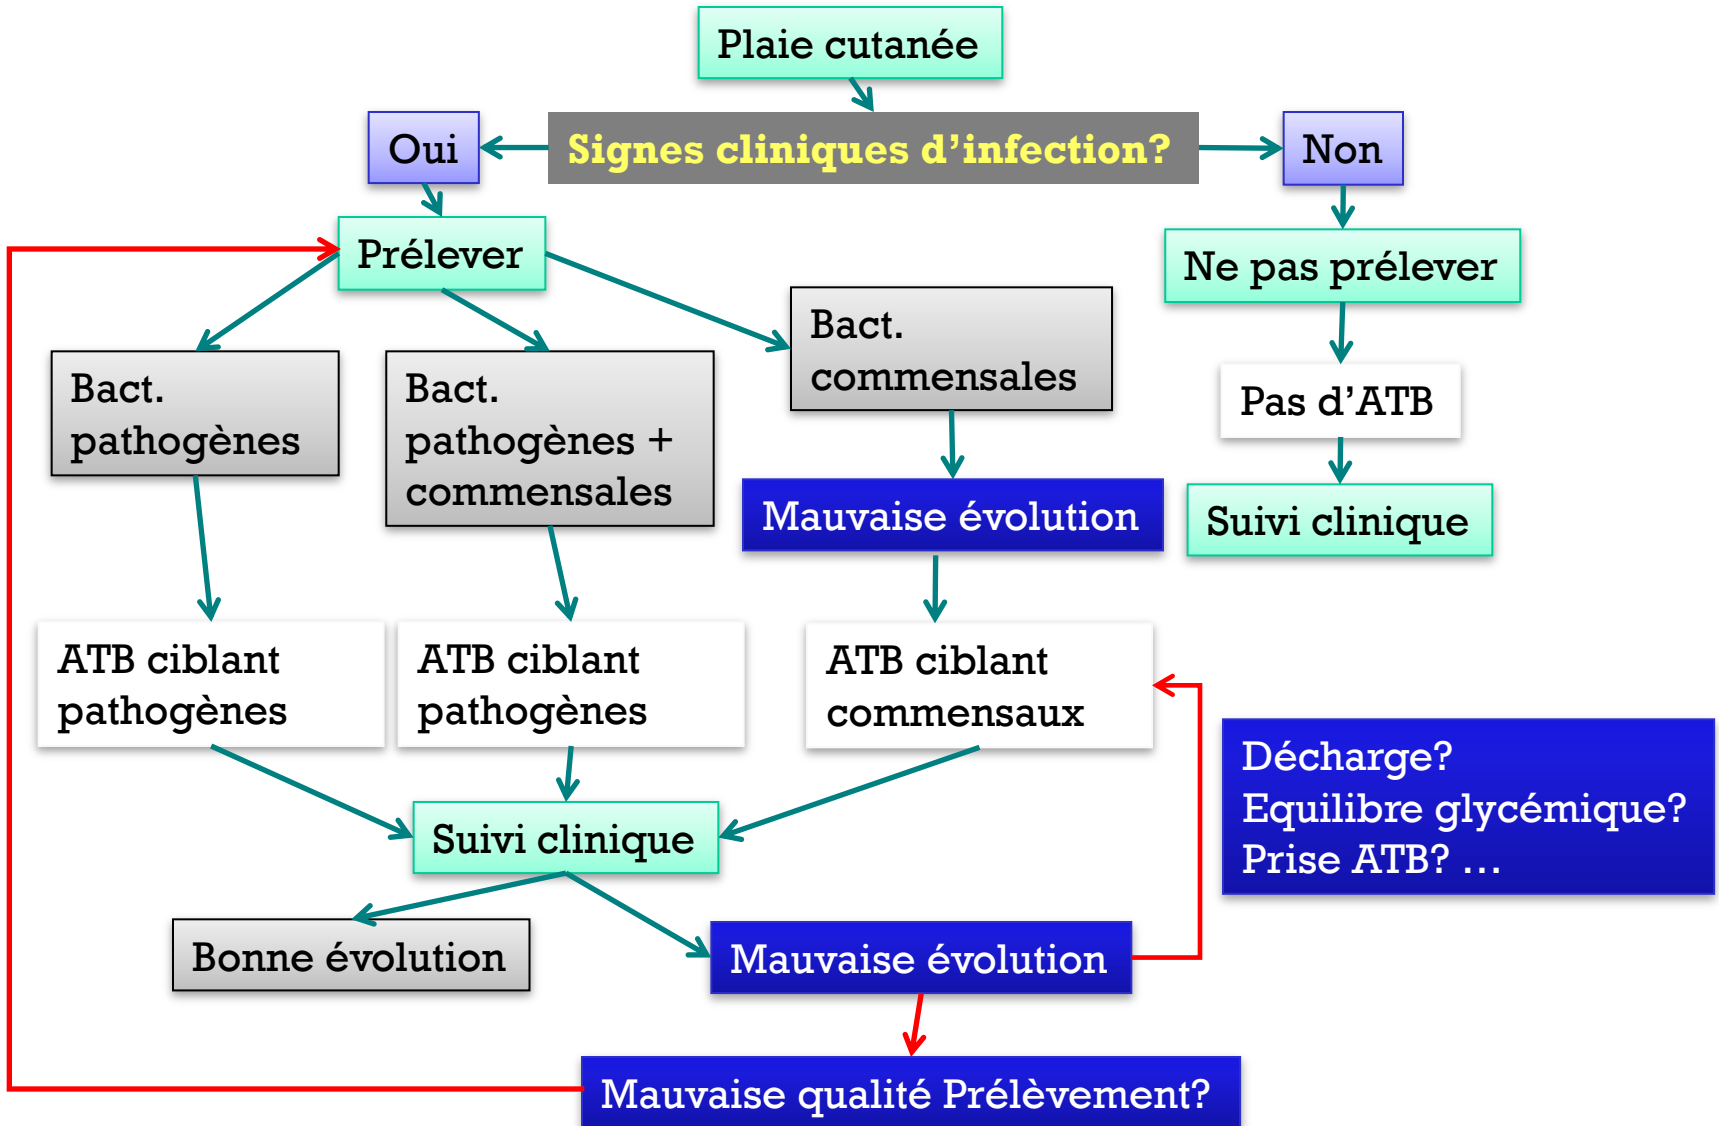 Plaie cutanée
Oui
Signes cliniques d’infection?
Non
Prélever
Ne pas prélever
Bact.
pathogènes
Bact.
pathogènes +
commensales
Bact.
commensales
Pas d’ATB
Mauvaise évolution
Suivi clinique
ATB ciblant
pathogènes
ATB ciblant
pathogènes
ATB ciblant
commensaux
Décharge?
Equilibre glycémique?
Prise ATB? …
Suivi clinique
Bonne évolution
Mauvaise évolution
Mauvaise qualité Prélèvement?